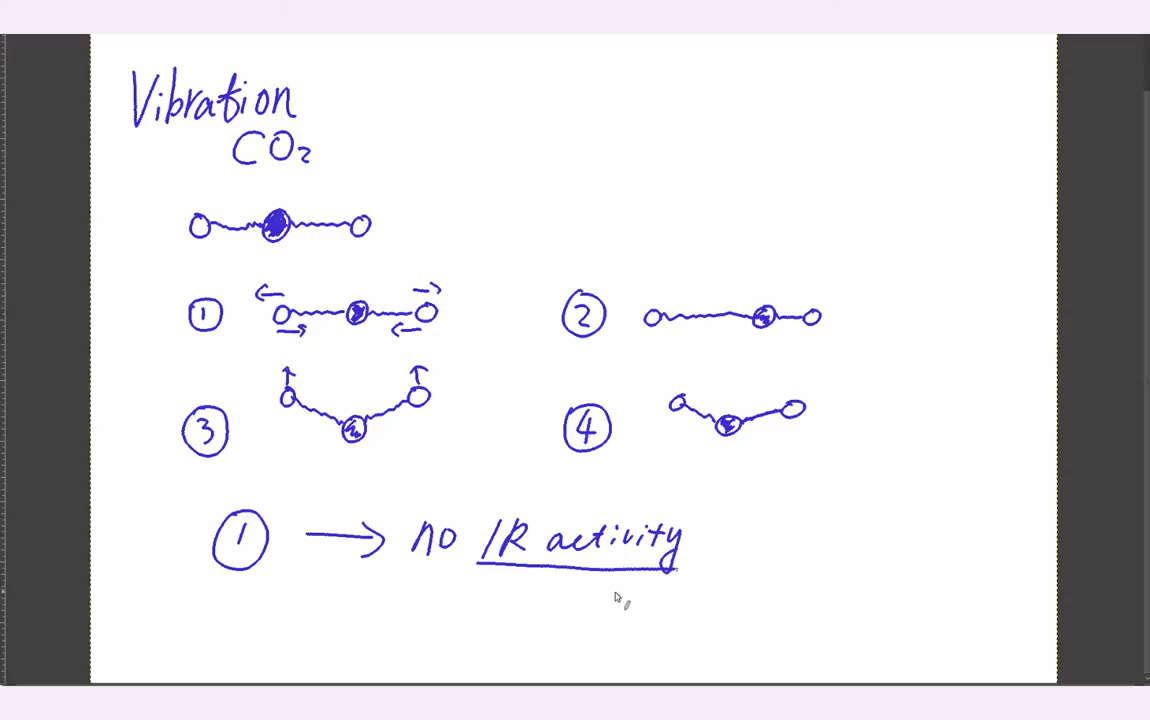 Vibration
CO₂
① ②
③ ④
① → no IR activity